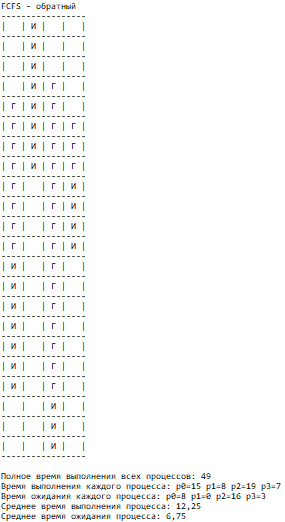 FCFS - обратный
-----------------
|   | И |   |   |
-----------------
|   | И |   |   |
-----------------
|   | И |   |   |
-----------------
|   | И | Г |   |
-----------------
| Г | И | Г |   |
-----------------
| Г | И | Г | Г |
-----------------
| Г | И | Г | Г |
-----------------
| Г | И | Г | Г |
-----------------
| Г |   | Г | И |
-----------------
| Г |   | Г | И |
-----------------
| Г |   | Г | И |
-----------------
| Г |   | Г | И |
-----------------
| И |   | Г |   |
-----------------
| И |   | Г |   |
-----------------
| И |   | Г |   |
-----------------
| И |   | Г |   |
-----------------
| И |   | Г |   |
-----------------
| И |   | Г |   |
-----------------
| И |   | Г |   |
-----------------
|   |   | И |   |
-----------------
|   |   | И |   |
-----------------
|   |   | И |   |
-----------------
Полное время выполнения всех процессов: 49
Время выполнения каждого процесса: p0=15 p1=8 p2=19 p3=7
Время ожидания каждого процесса: p0=8 p1=0 p2=16 p3=3
Среднее время выполнения: 12,25
Среднее время ожидания: 6,75